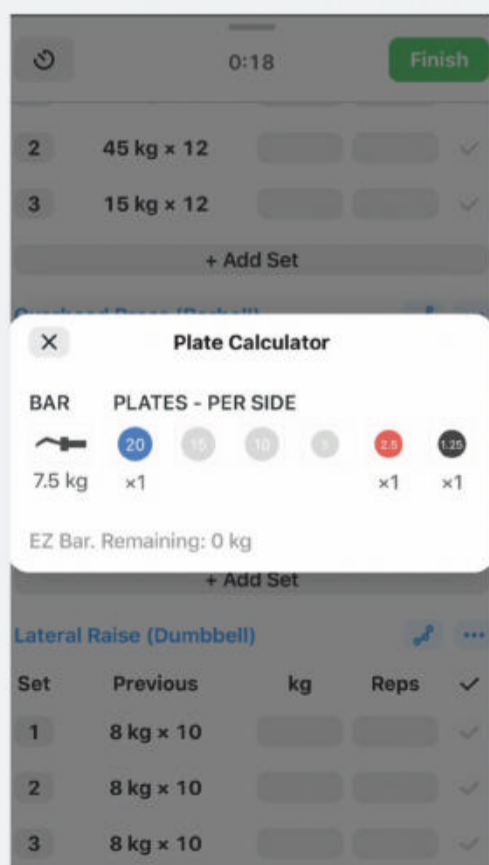 0:18
Finish
2 45 kg × 12
3 15 kg × 12
+ Add Set
Overhead Press (Barbell)
Plate Calculator
BAR PLATES - PER SIDE
20 15 10 5 2.5 1.25
7.5 kg ×1 ×1 ×1
EZ Bar. Remaining: 0 kg
+ Add Set
Lateral Raise (Dumbbell)
Set Previous kg Reps
1 8 kg × 10
2 8 kg × 10
3 8 kg × 10